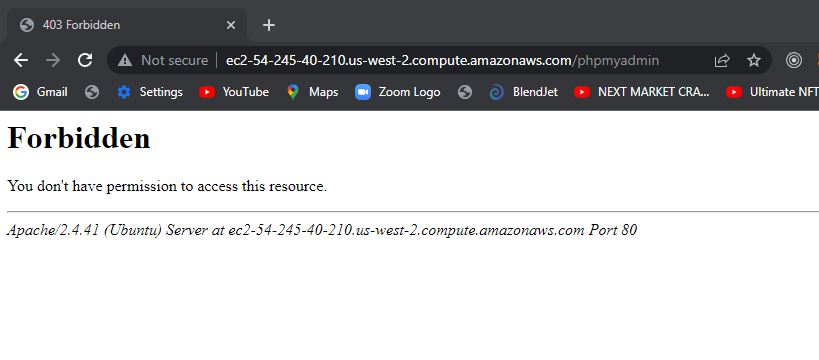 403 Forbidden
Not secure ec2-54-245-40-210.us-west-2.compute.amazonaws.com/phpmyadmin
Gmail Settings YouTube Maps Zoom Logo BlendJet NEXT MARKET CRA... Ultimate NFT
Forbidden
You don't have permission to access this resource.
Apache/2.4.41 (Ubuntu) Server at ec2-54-245-40-210.us-west-2.compute.amazonaws.com Port 80